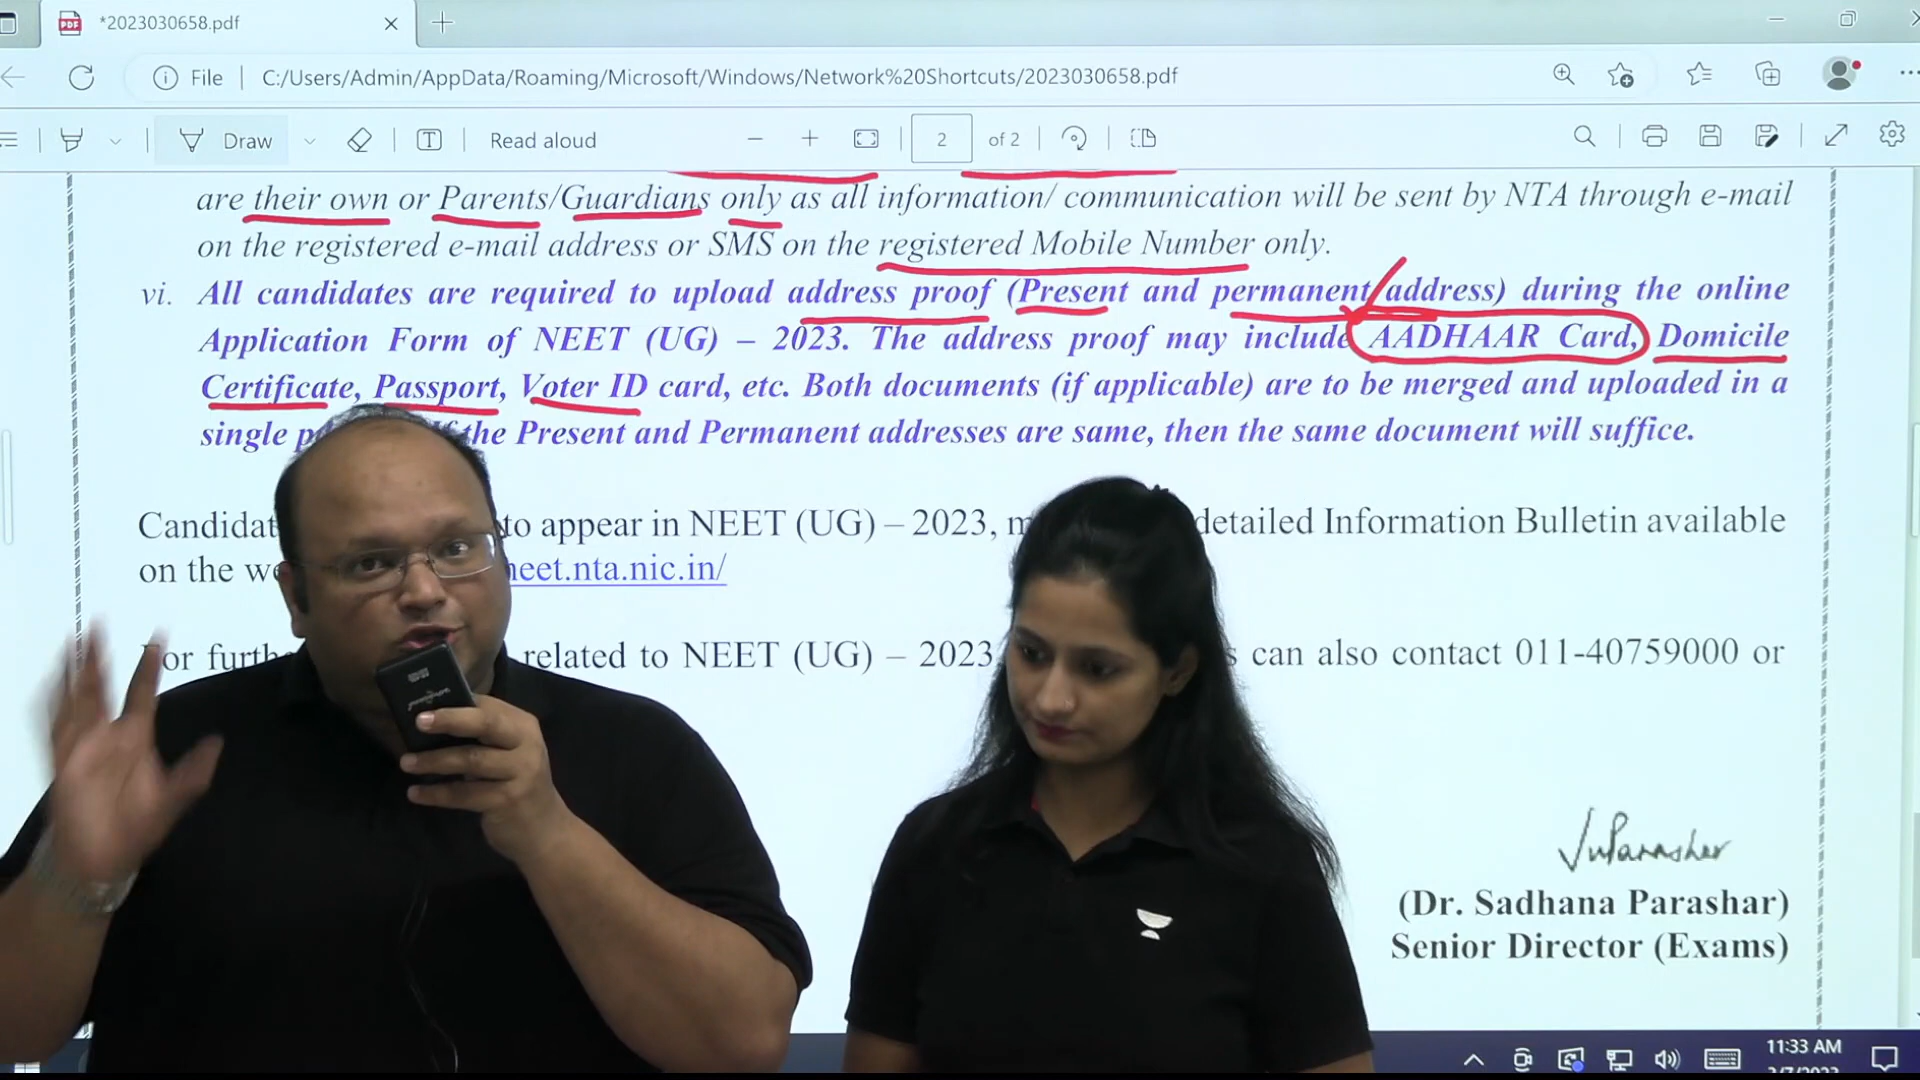 *2023030658.pdf
File
C:/Users/Admin/AppData/Roaming/Microsoft/Windows/Network%20Shortcuts/2023030658.pdf
Draw
Read aloud
2
of 2
are their own or Parents/Guardians only as all information/ communication will be sent by NTA through e-mail
on the registered e-mail address or SMS on the registered Mobile Number only.
vi. All candidates are required to upload address proof (Present and permanent address) during the online
Application Form of NEET (UG) – 2023. The address proof may include AADHAAR Card, Domicile
Certificate, Passport, Voter ID card, etc. Both documents (if applicable) are to be merged and uploaded in a
single the Present and Permanent addresses are same, then the same document will suffice.
to appear in NEET (UG) – 2023, detailed Information Bulletin available
on the neet.nta.nic.in/
related to NEET (UG) – 2023, can also contact 011-40759000 or
(Dr. Sadhana Parashar)
Senior Director (Exams)
11:33 AM